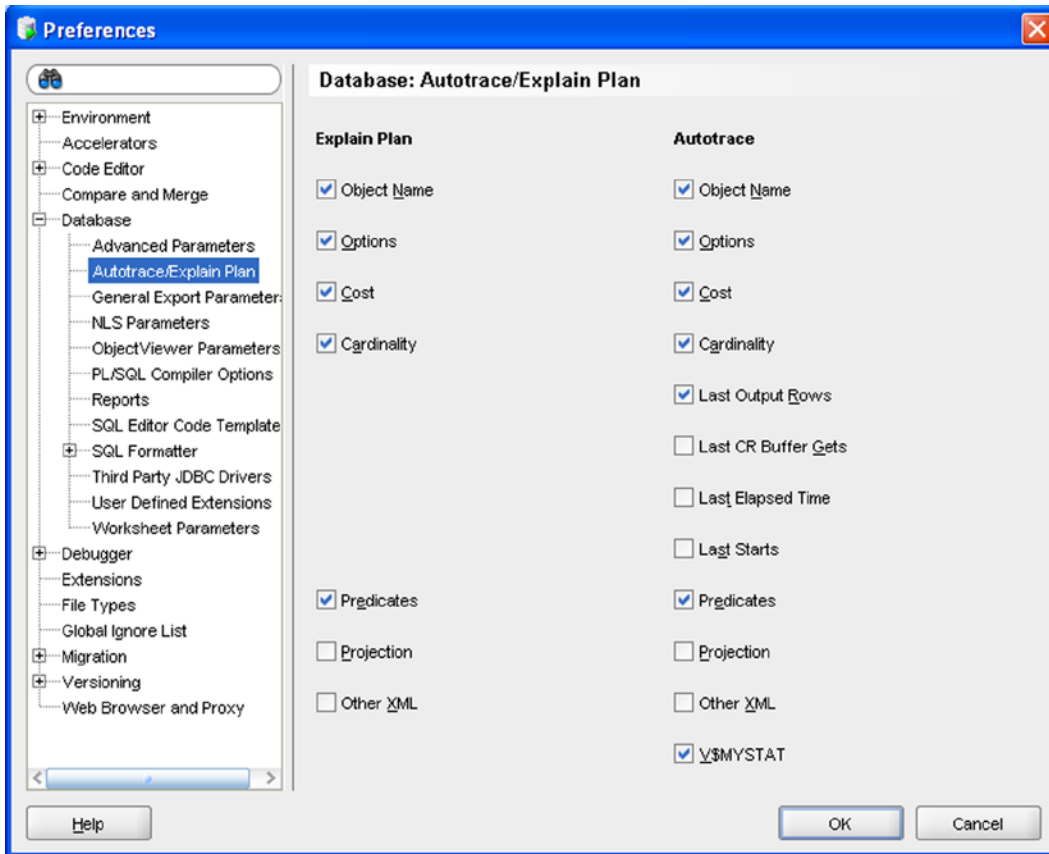 Preferences
Database: Autotrace/Explain Plan
Environment
Accelerators
Code Editor
Compare and Merge
Database
Advanced Parameters
Autotrace/Explain Plan
General Export Parameter
NLS Parameters
ObjectViewer Parameters
PL/SQL Compiler Options
Reports
SQL Editor Code Template
SQL Formatter
Third Party JDBC Drivers
User Defined Extensions
Worksheet Parameters
Debugger
Extensions
File Types
Global Ignore List
Migration
Versioning
Web Browser and Proxy
Explain Plan
Object Name
Options
Cost
Cardinality
Predicates
Projection
Other XML
Autotrace
Object Name
Options
Cost
Cardinality
Last Output Rows
Last CR Buffer Gets
Last Elapsed Time
Last Starts
Predicates
Projection
Other XML
V$MYSTAT
Help
OK
Cancel